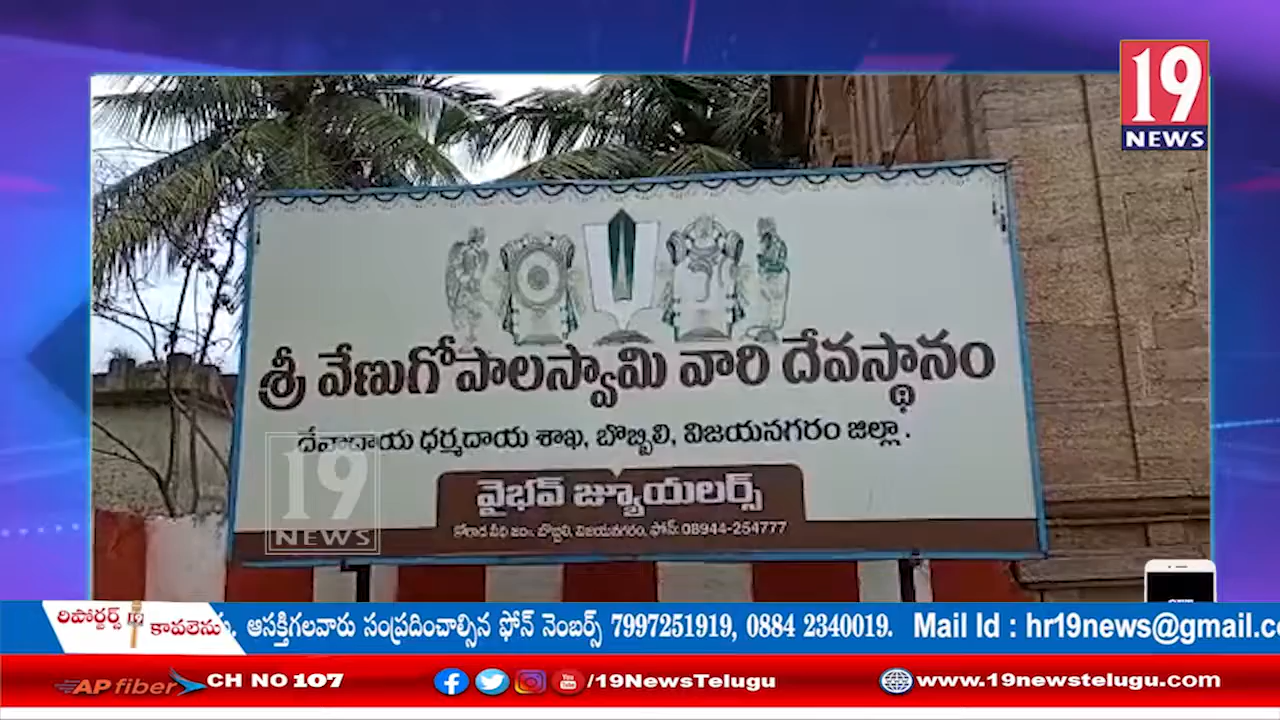 19
NEWS
శ్రీ వేణుగోపాలస్వామి వారి దేవస్థానం
దేవాదాయ ధర్మదాయ శాఖ, బొబ్బిలి, విజయనగరం జిల్లా.
వైభవ్ జ్యూయలర్స్
వీధి జం. బొబ్బిలి, విజయనగరం, ఫోన్: 08944-254777
19
NEWS
రిపోర్టర్స్ కావలెను. ఆసక్తిగలవారు సంప్రదించాల్సిన ఫోన్ నెంబర్స్ 7997251919, 0884 2340019. Mail Id : hr19news@gmail.co
AP fiber CH NO 107 /19NewsTelugu www.19newstelugu.com